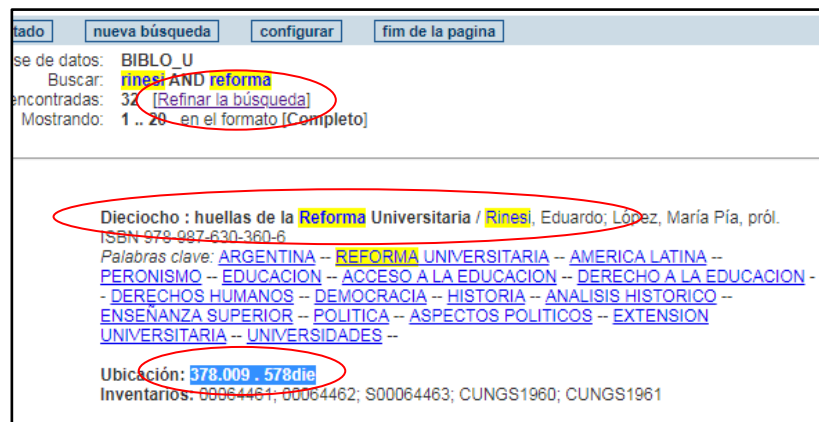 tado nueva búsqueda configurar fim de la pagina
se de datos: BIBLO_U
Buscar: rinesi AND reforma
encontradas: 32 [Refinar la búsqueda]
Mostrando: 1 .. 20 en el formato [Completo]
Dieciocho : huellas de la Reforma Universitaria / Rinesi, Eduardo; López, María Pía, pról.
ISBN 978-987-630-360-6
Palabras clave: ARGENTINA -- REFORMA UNIVERSITARIA -- AMERICA LATINA --
PERONISMO -- EDUCACION -- ACCESO A LA EDUCACION -- DERECHO A LA EDUCACION -
- DERECHOS HUMANOS -- DEMOCRACIA -- HISTORIA -- ANALISIS HISTORICO --
ENSEÑANZA SUPERIOR -- POLITICA -- ASPECTOS POLITICOS -- EXTENSION
UNIVERSITARIA -- UNIVERSIDADES --
Ubicación: 378.009 . 578die
Inventarios: 00064461; 00064462; S00064463; CUNGS1960; CUNGS1961